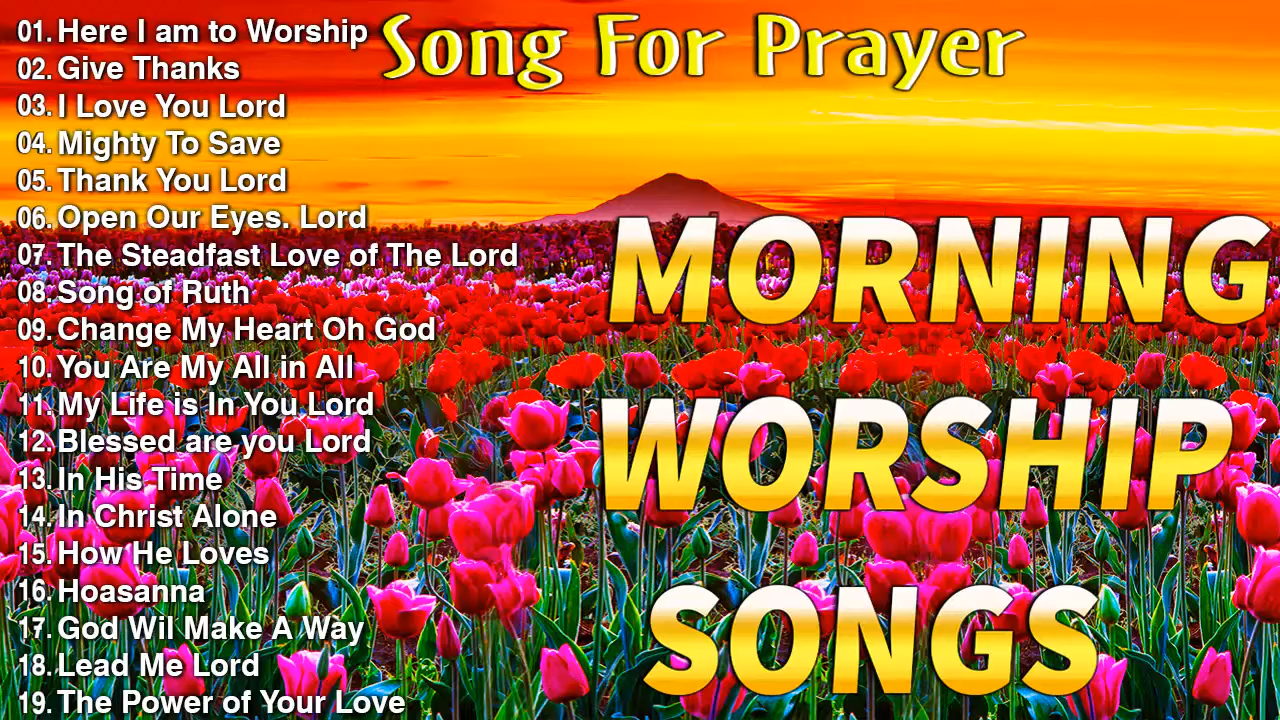 Song For Prayer
01. Here I am to Worship
02. Give Thanks
03. I Love You Lord
04. Mighty To Save
05. Thank You Lord
06. Open Our Eyes. Lord
07. The Steadfast Love of The Lord
08. Song of Ruth
09. Change My Heart Oh God
10. You Are My All in All
11. My Life is In You Lord
12. Blessed are you Lord
13. In His Time
14. In Christ Alone
15. How He Loves
16. Hoasanna
17. God Wil Make A Way
18. Lead Me Lord
19. The Power of Your Love
MORNING
WORSHIP
SONGS